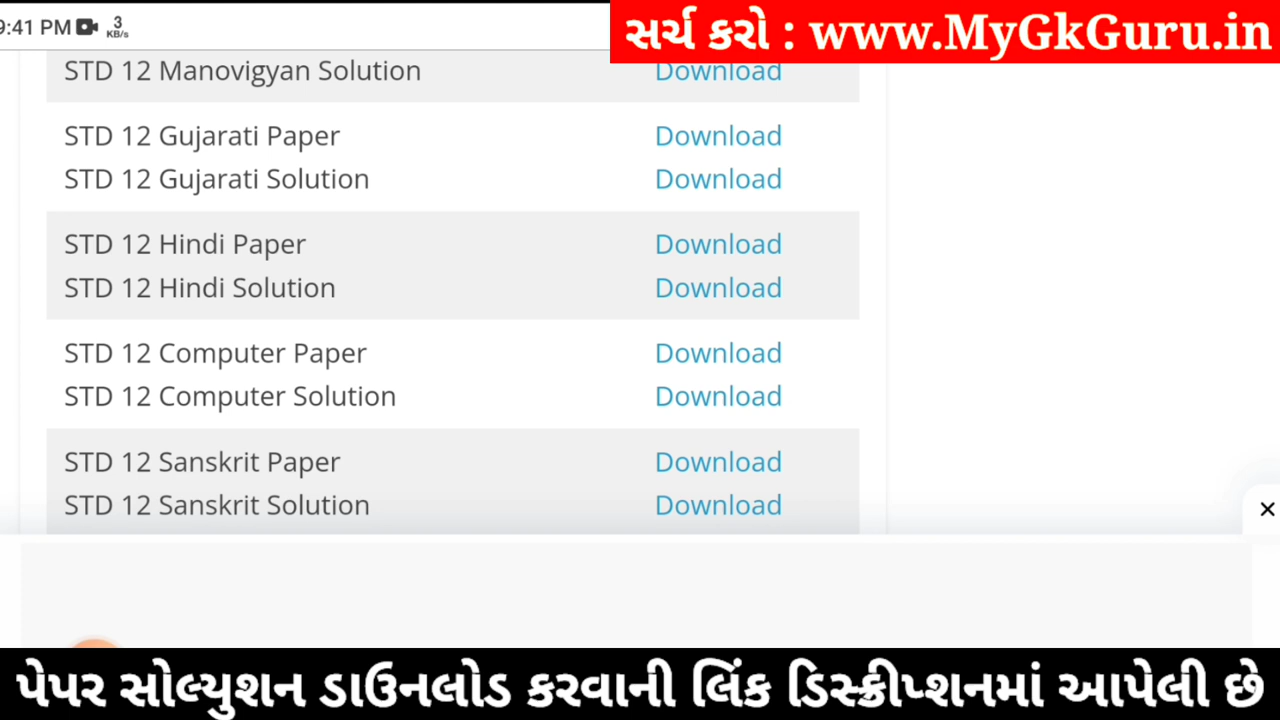 9:41 PM 3 KB/s
સર્ચ કરો : www.MyGkGuru.in
STD 12 Manovigyan Solution Download
STD 12 Gujarati Paper Download
STD 12 Gujarati Solution Download
STD 12 Hindi Paper Download
STD 12 Hindi Solution Download
STD 12 Computer Paper Download
STD 12 Computer Solution Download
STD 12 Sanskrit Paper Download
STD 12 Sanskrit Solution Download
પેપર સોલ્યુશન ડાઉનલોડ કરવાની લિંક ડિસ્ક્રીપ્શનમાં આપેલી છે